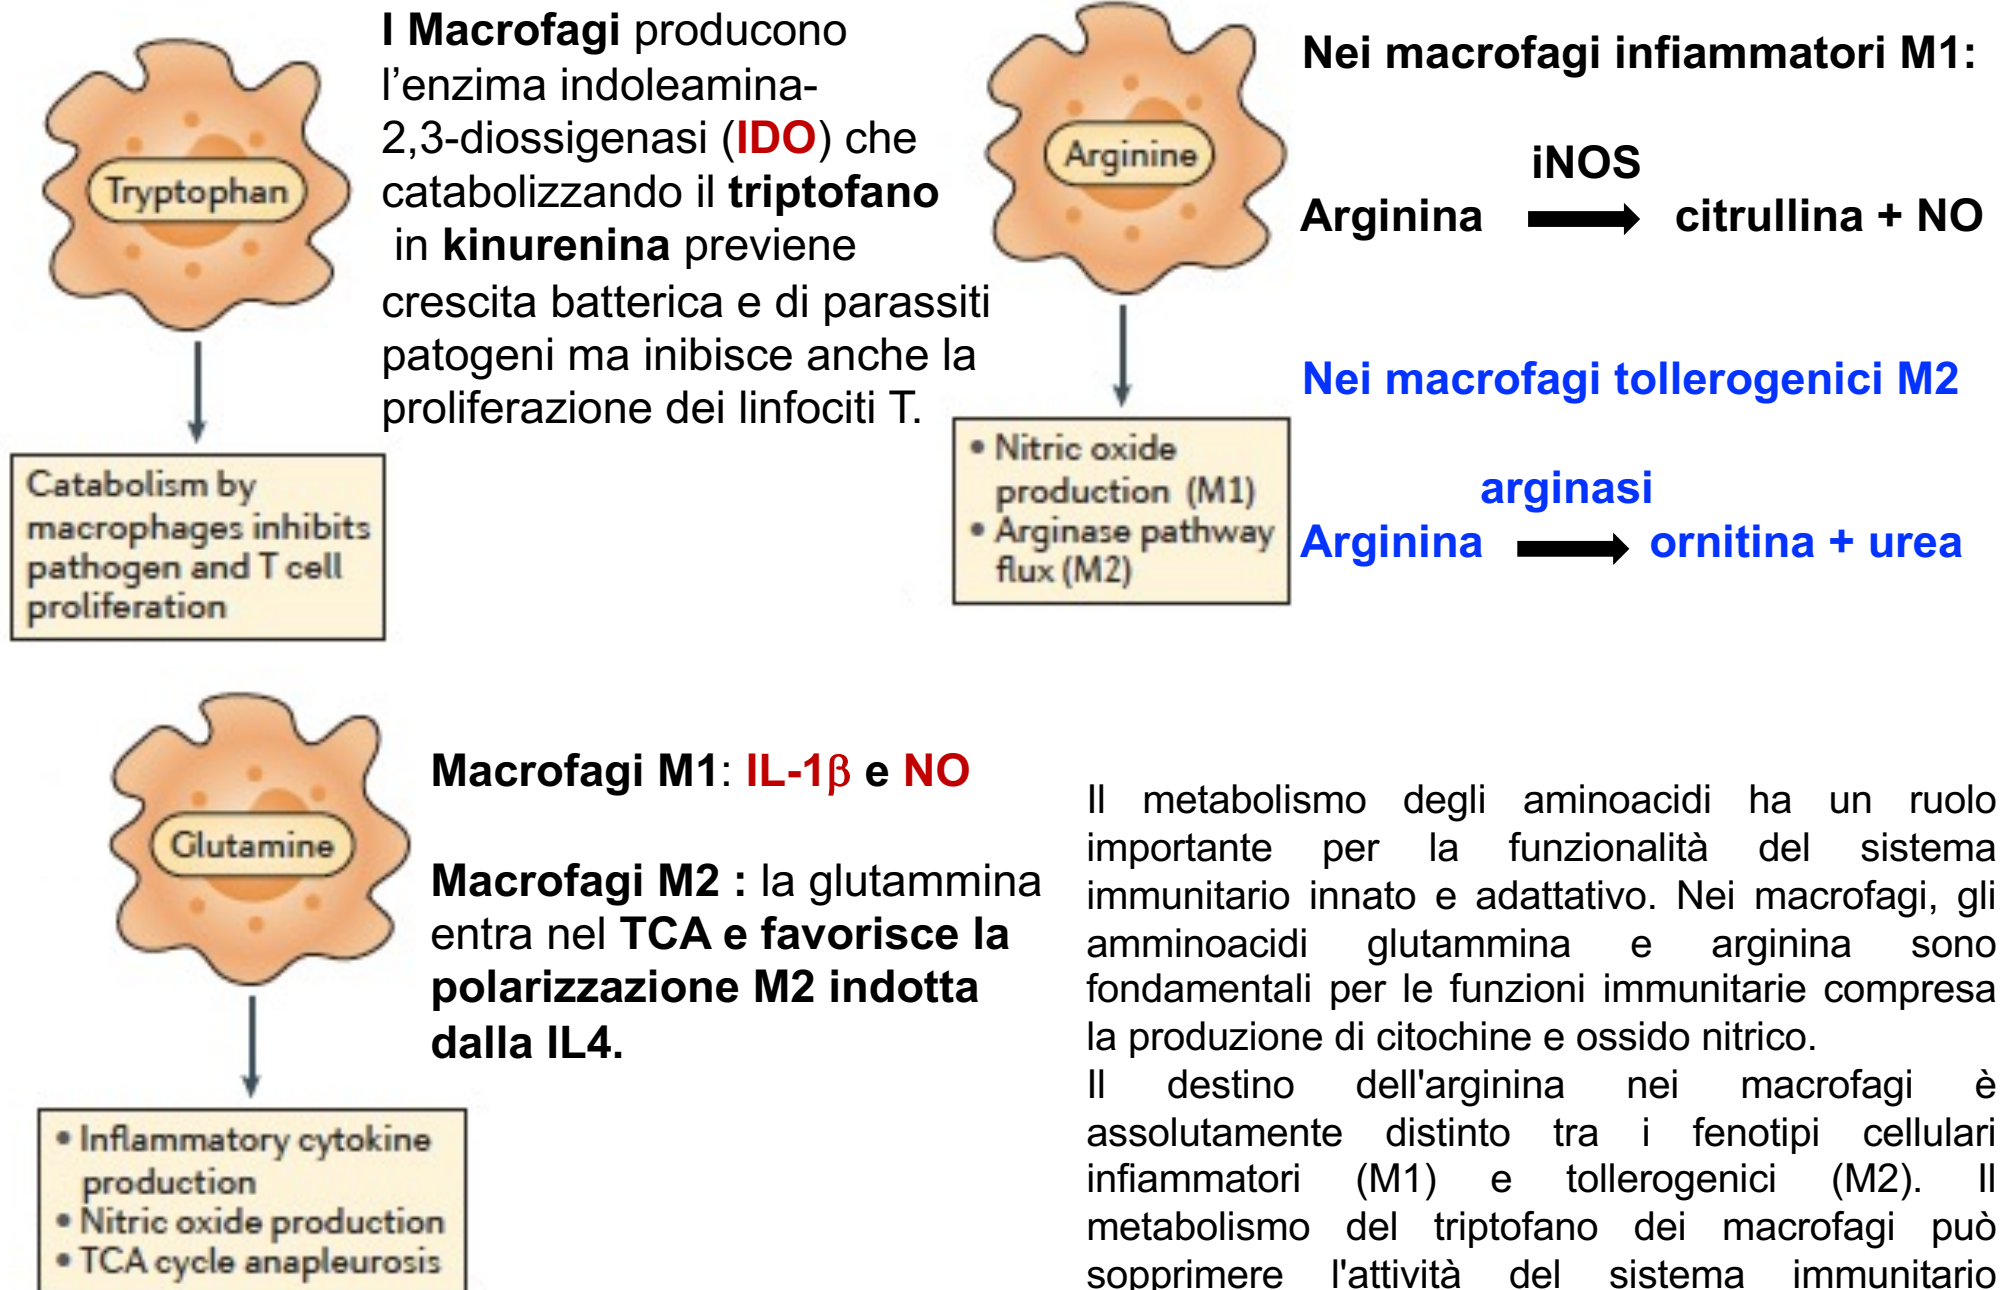 I Macrofagi producono
l’enzima indoleamina-
2,3-diossigenasi (IDO) che
catabolizzando il triptofano
in kinurenina previene
crescita batterica e di parassiti
patogeni ma inibisce anche la
proliferazione dei linfociti T.
Tryptophan
Catabolism by
macrophages inhibits
pathogen and T cell
proliferation
Arginine
• Nitric oxide
production (M1)
• Arginase pathway
flux (M2)
Nei macrofagi infiammatori M1:
iNOS
Arginina citrullina + NO
Nei macrofagi tollerogenici M2
arginasi
Arginina ornitina + urea
Glutamine
• Inflammatory cytokine
production
• Nitric oxide production
• TCA cycle anapleurosis
Macrofagi M1: IL-1β e NO
Macrofagi M2 : la glutammina
entra nel TCA e favorisce la
polarizzazione M2 indotta
dalla IL4.
Il metabolismo degli aminoacidi ha un ruolo
importante per la funzionalità del sistema
immunitario innato e adattativo. Nei macrofagi, gli
amminoacidi glutammina e arginina sono
fondamentali per le funzioni immunitarie compresa
la produzione di citochine e ossido nitrico.
Il destino dell'arginina nei macrofagi è
assolutamente distinto tra i fenotipi cellulari
infiammatori (M1) e tollerogenici (M2). Il
metabolismo del triptofano dei macrofagi può
sopprimere l'attività del sistema immunitario